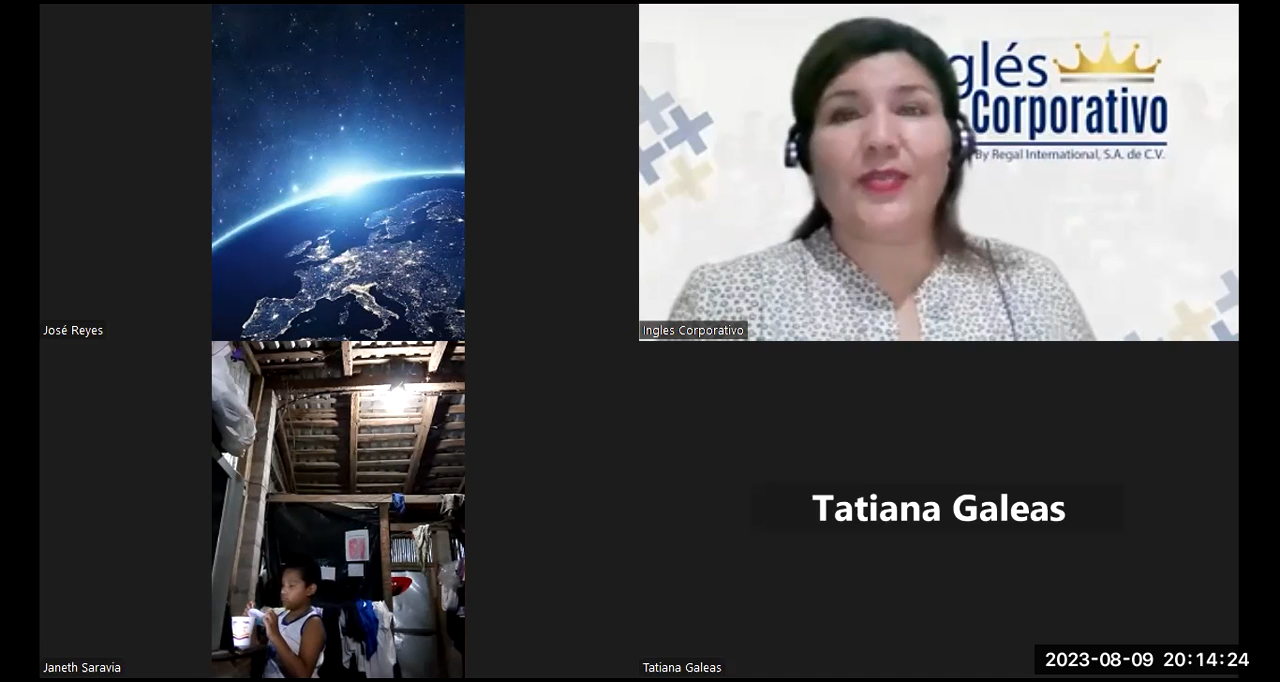 glés
Corporativo
By Regal International, S.A. de C.V.
José Reyes
Ingles Corporativo
Tatiana Galeas
Janeth Saravia
Tatiana Galeas
2023-08-09 20:14:24